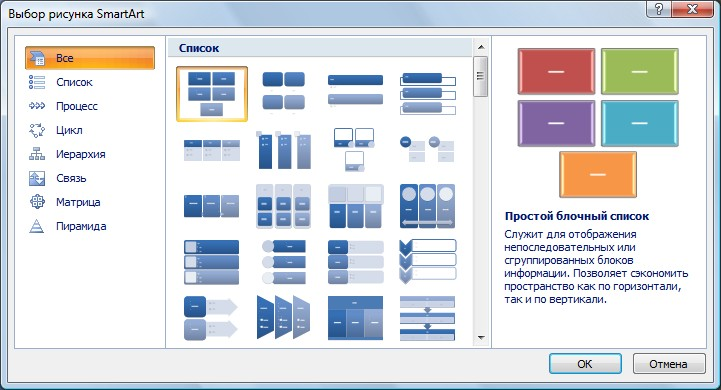 Выбор рисунка SmartArt
Все
Список
Процесс
Цикл
Иерархия
Связь
Матрица
Пирамида
Список
Простой блочный список
Служит для отображения
непоследовательных или
сгруппированных блоков
информации. Позволяет сэкономить
пространство как по горизонтали,
так и по вертикали.
ОК
Отмена